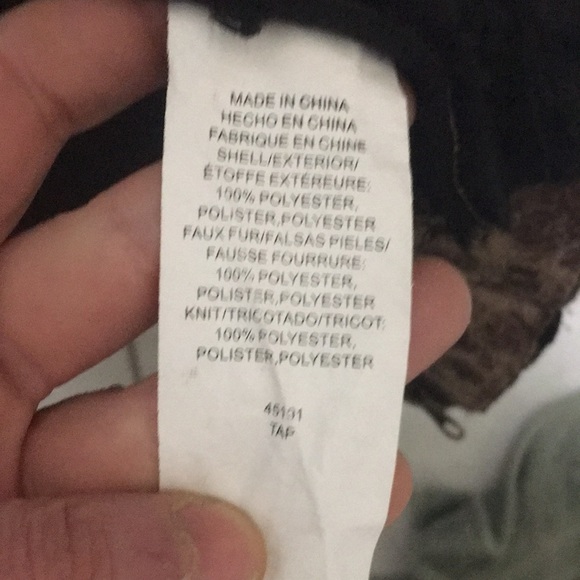 MADE IN CHINA
HECHO EN CHINA
FABRIQUE EN CHINE
SHELL/EXTERIOR/
ÉTOFFE EXTÉREURE:
100% POLYESTER,
POLISTER,POLYESTER
FAUX FUR/FALSAS PIELES/
FAUSSE FOURRURE:
100% POLYESTER,
POLISTER,POLYESTER
KNIT/TRICOTADO/TRICOT:
100% POLYESTER,
POLISTER,POLYESTER
TAP